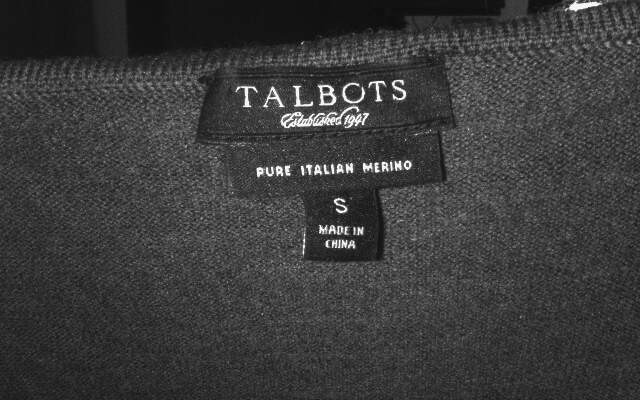 TALBOTS
Established 1947
PURE ITALIAN MERINO
S
MADE IN
CHINA